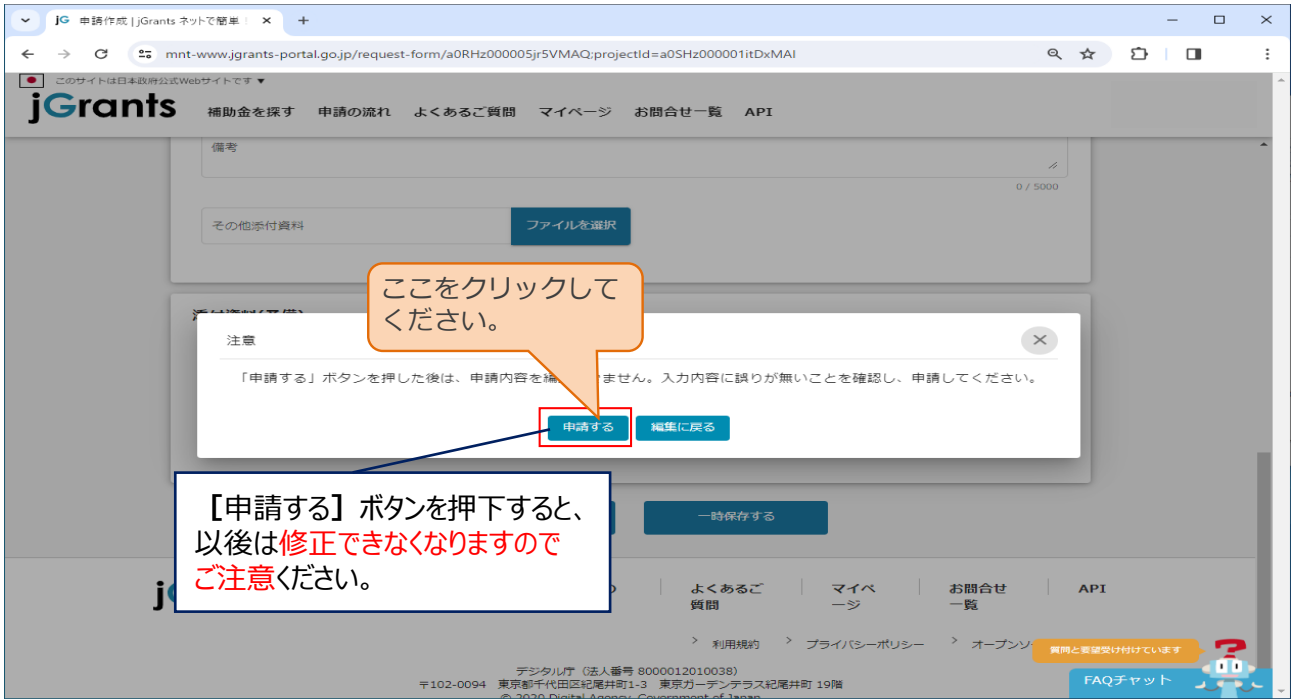 jG 申請作成 | jGrants ネットで簡単！
mnt-www.jgrants-portal.go.jp/request-form/a0RHz000005jr5VMAQ;projectId=a0SHz000001itDxMAI
このサイトは日本政府公式Webサイトです ▼
jGrants 補助金を探す 申請の流れ よくあるご質問 マイページ お問合せ一覧 API
備考
0 / 5000
その他添付資料 ファイルを選択
ここをクリックして
ください。
注意
「申請する」ボタンを押した後は、申請内容を編 ません。入力内容に誤りが無いことを確認し、申請してください。
申請する 編集に戻る
【申請する】ボタンを押下すると、
以後は修正できなくなりますので
ご注意ください。
一時保存する
よくあるご
質問
マイペ
ージ
お問合せ
一覧
API
利用規約 プライバシーポリシー オープンソ
質問と要望受け付けています
FAQチャット
デジタル庁（法人番号 8000012010038）
〒102-0094 東京都千代田区紀尾井町1-3 東京ガーデンテラス紀尾井町 19階
© 2020 Digital Agency, Government of Japan